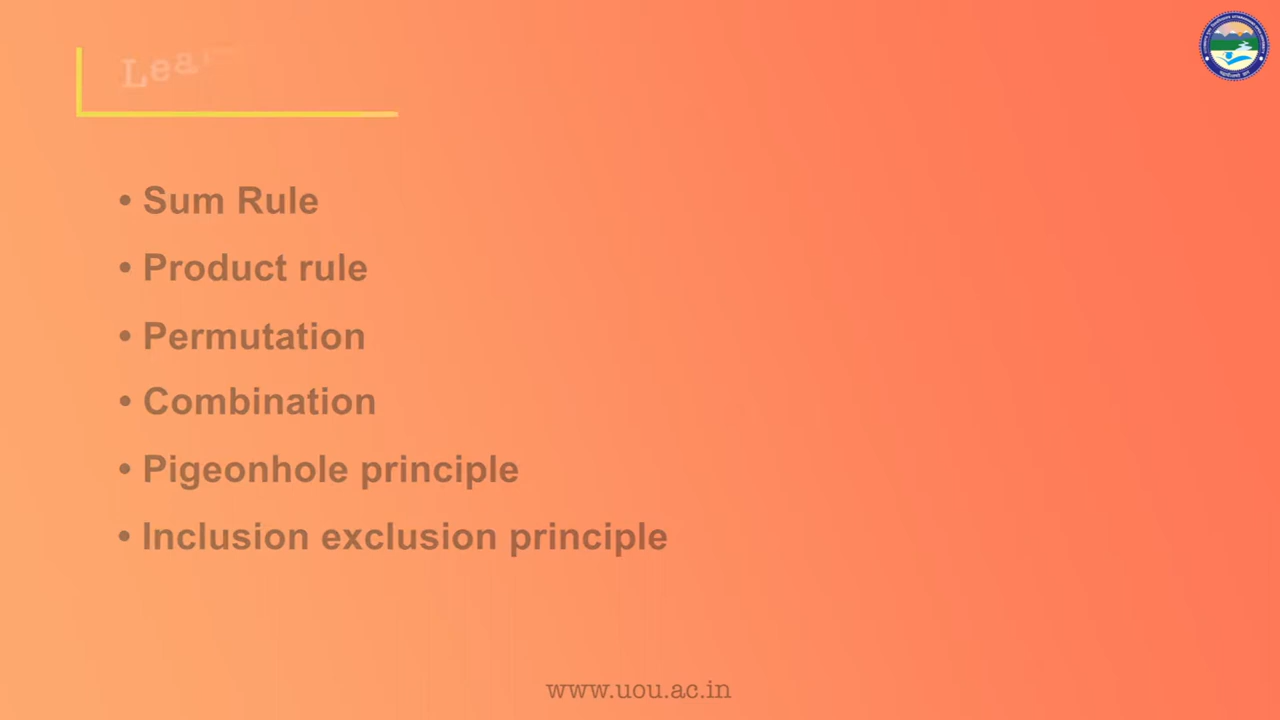 • Sum Rule
• Product rule
• Permutation
• Combination
• Pigeonhole principle
• Inclusion exclusion principle
www.uou.ac.in